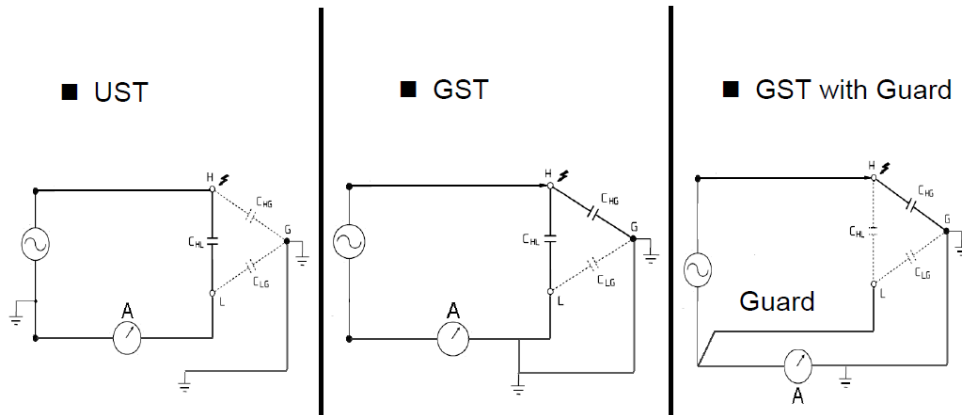 ■ UST
H
C_HG
G
C_HL
C_LG
L
A
■ GST
H
C_HG
G
C_HL
C_LG
L
A
■ GST with Guard
H
C_HG
G
C_HL
C_LG
L
Guard
A